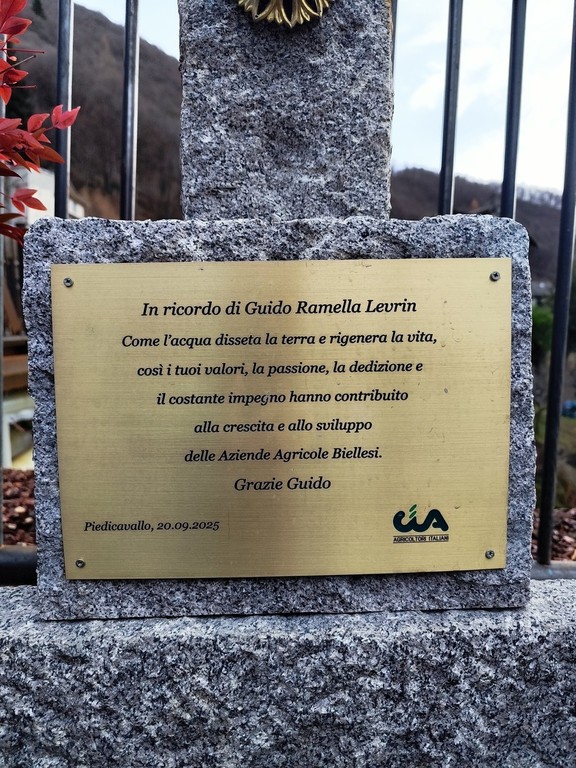 In ricordo di Guido Ramella Levrin
Come l'acqua disseta la terra e rigenera la vita,
così i tuoi valori, la passione, la dedizione e
il costante impegno hanno contribuito
alla crescita e allo sviluppo
delle Aziende Agricole Biellesi.
Grazie Guido
Piedicavallo, 20.09.2025
CIA
AGRICOLTORI ITALIANI